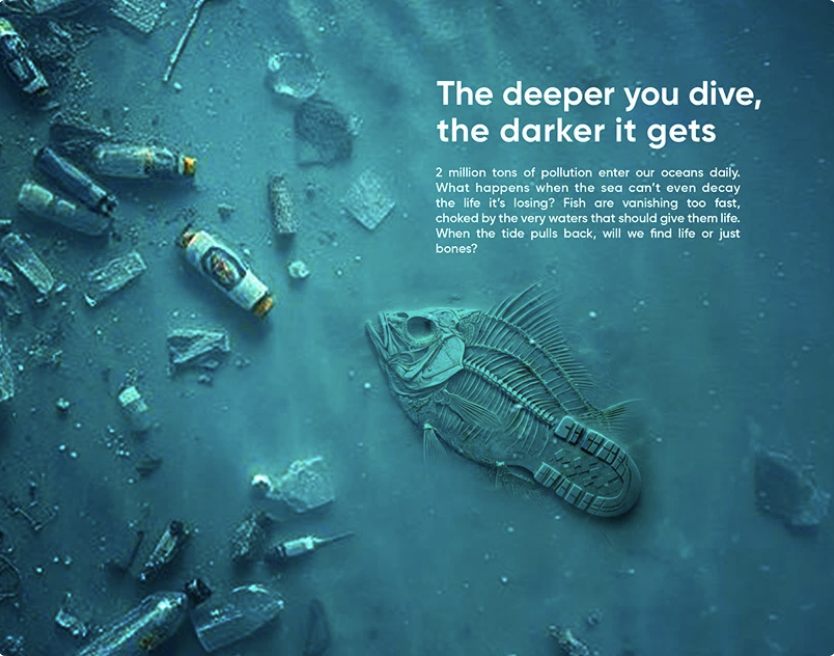 The deeper you dive,
the darker it gets
2 million tons of pollution enter our oceans daily.
What happens when the sea can't even decay
the life it's losing? Fish are vanishing too fast,
choked by the very waters that should give them life.
When the tide pulls back, will we find life or just
bones?